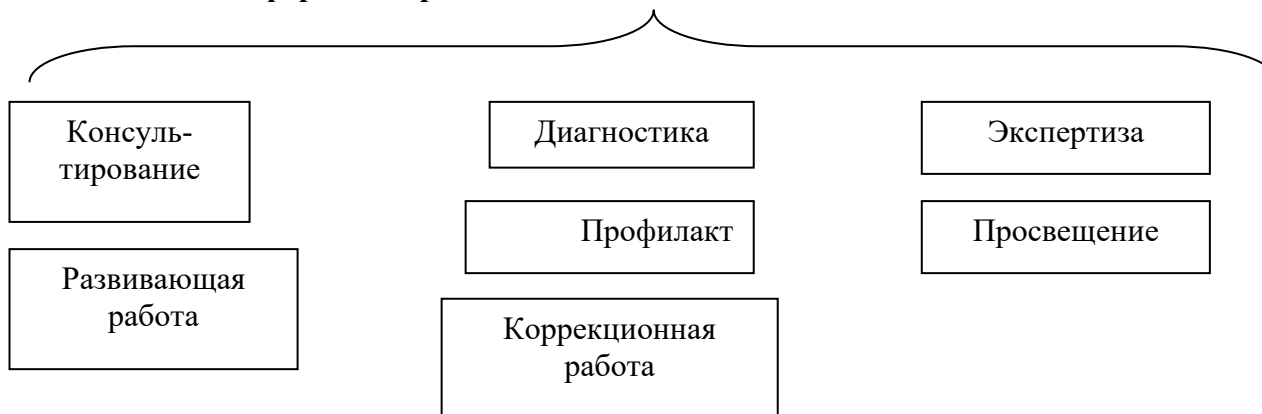 Консуль-
тирование
Диагностика
Экспертиза
Профилакт
Просвещение
Развивающая
работа
Коррекционная
работа